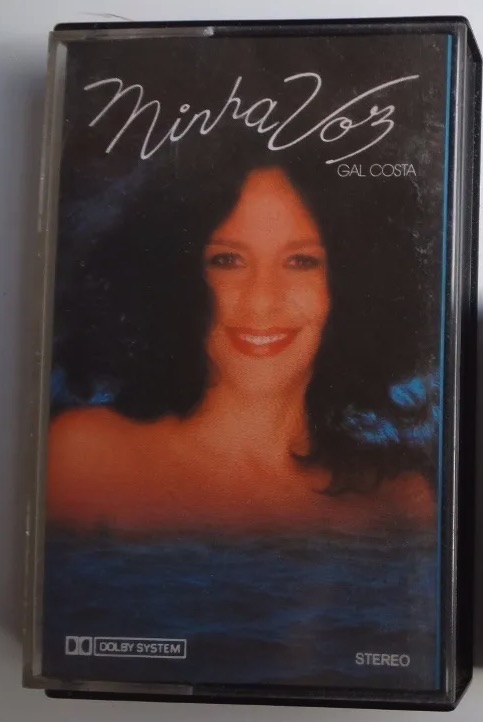 Minha Voz
GAL COSTA
DOLBY SYSTEM
STEREO